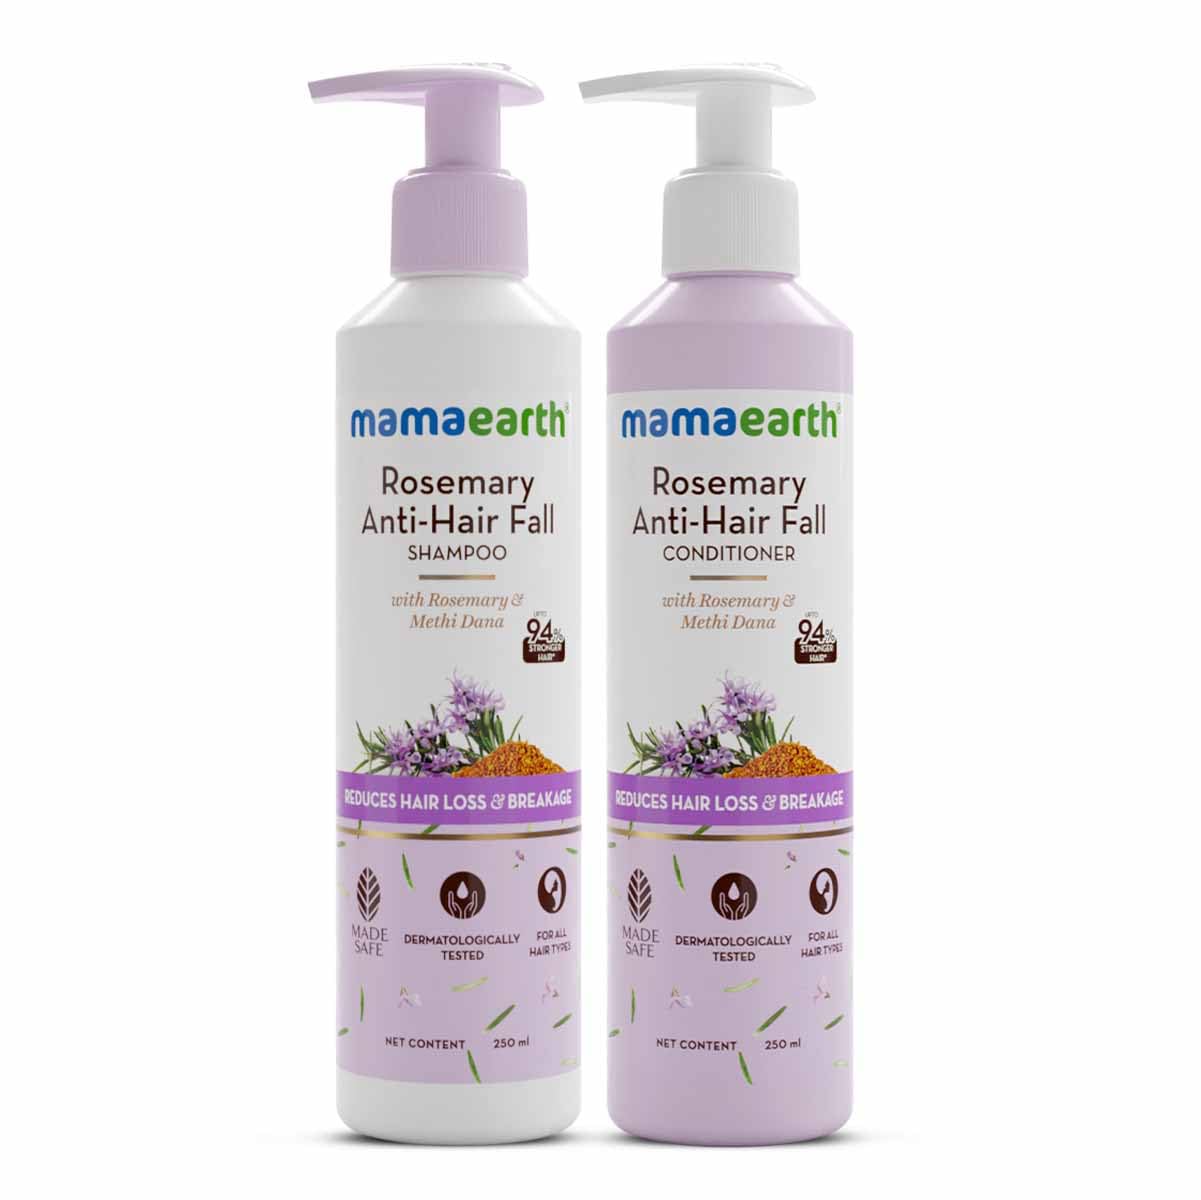 mamaearth®
Rosemary
Anti-Hair Fall
SHAMPOO
with Rosemary &
Methi Dana
UPTO
94%
STRONGER
HAIR*
REDUCES HAIR LOSS & BREAKAGE
MADE
SAFE
DERMATOLOGICALLY
TESTED
FOR ALL
HAIR TYPES
NET CONTENT 250 ml
mamaearth®
Rosemary
Anti-Hair Fall
CONDITIONER
with Rosemary &
Methi Dana
UPTO
94%
STRONGER
HAIR*
REDUCES HAIR LOSS & BREAKAGE
MADE
SAFE
DERMATOLOGICALLY
TESTED
FOR ALL
HAIR TYPES
NET CONTENT 250 ml